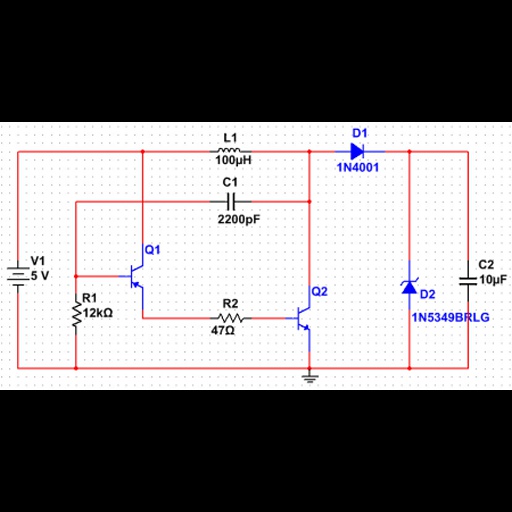 L1
100µH
D1
1N4001
C1
2200pF
V1
5 V
Q1
R1
12kΩ
R2
47Ω
Q2
D2
1N5349BRLG
C2
10µF